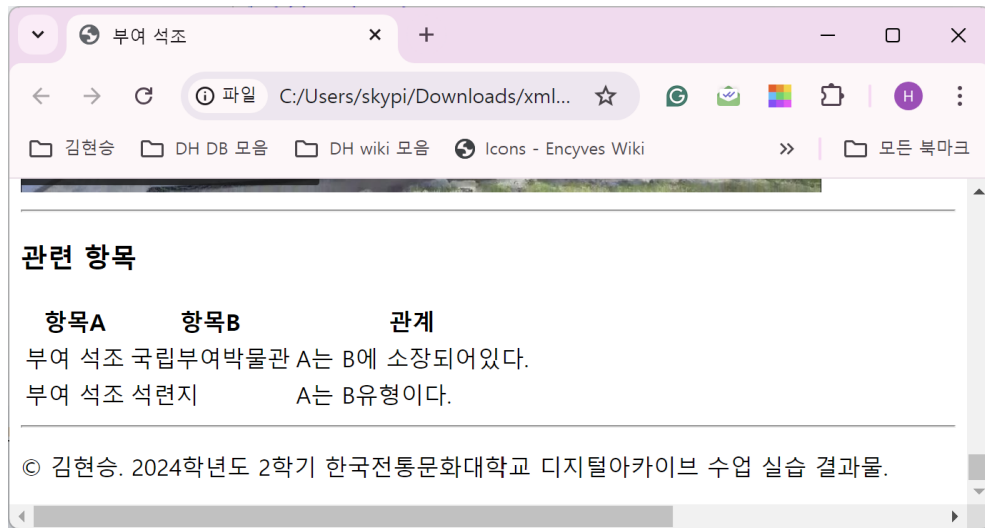 부여 석조
파일 C:/Users/skypi/Downloads/xml...
H
김현승 DH DB 모음 DH wiki 모음 Icons - Encyves Wiki » 모든 북마크
관련 항목
항목A 항목B 관계
부여 석조 국립부여박물관 A는 B에 소장되어있다.
부여 석조 석련지 A는 B유형이다.
© 김현승. 2024학년도 2학기 한국전통문화대학교 디지털아카이브 수업 실습 결과물.